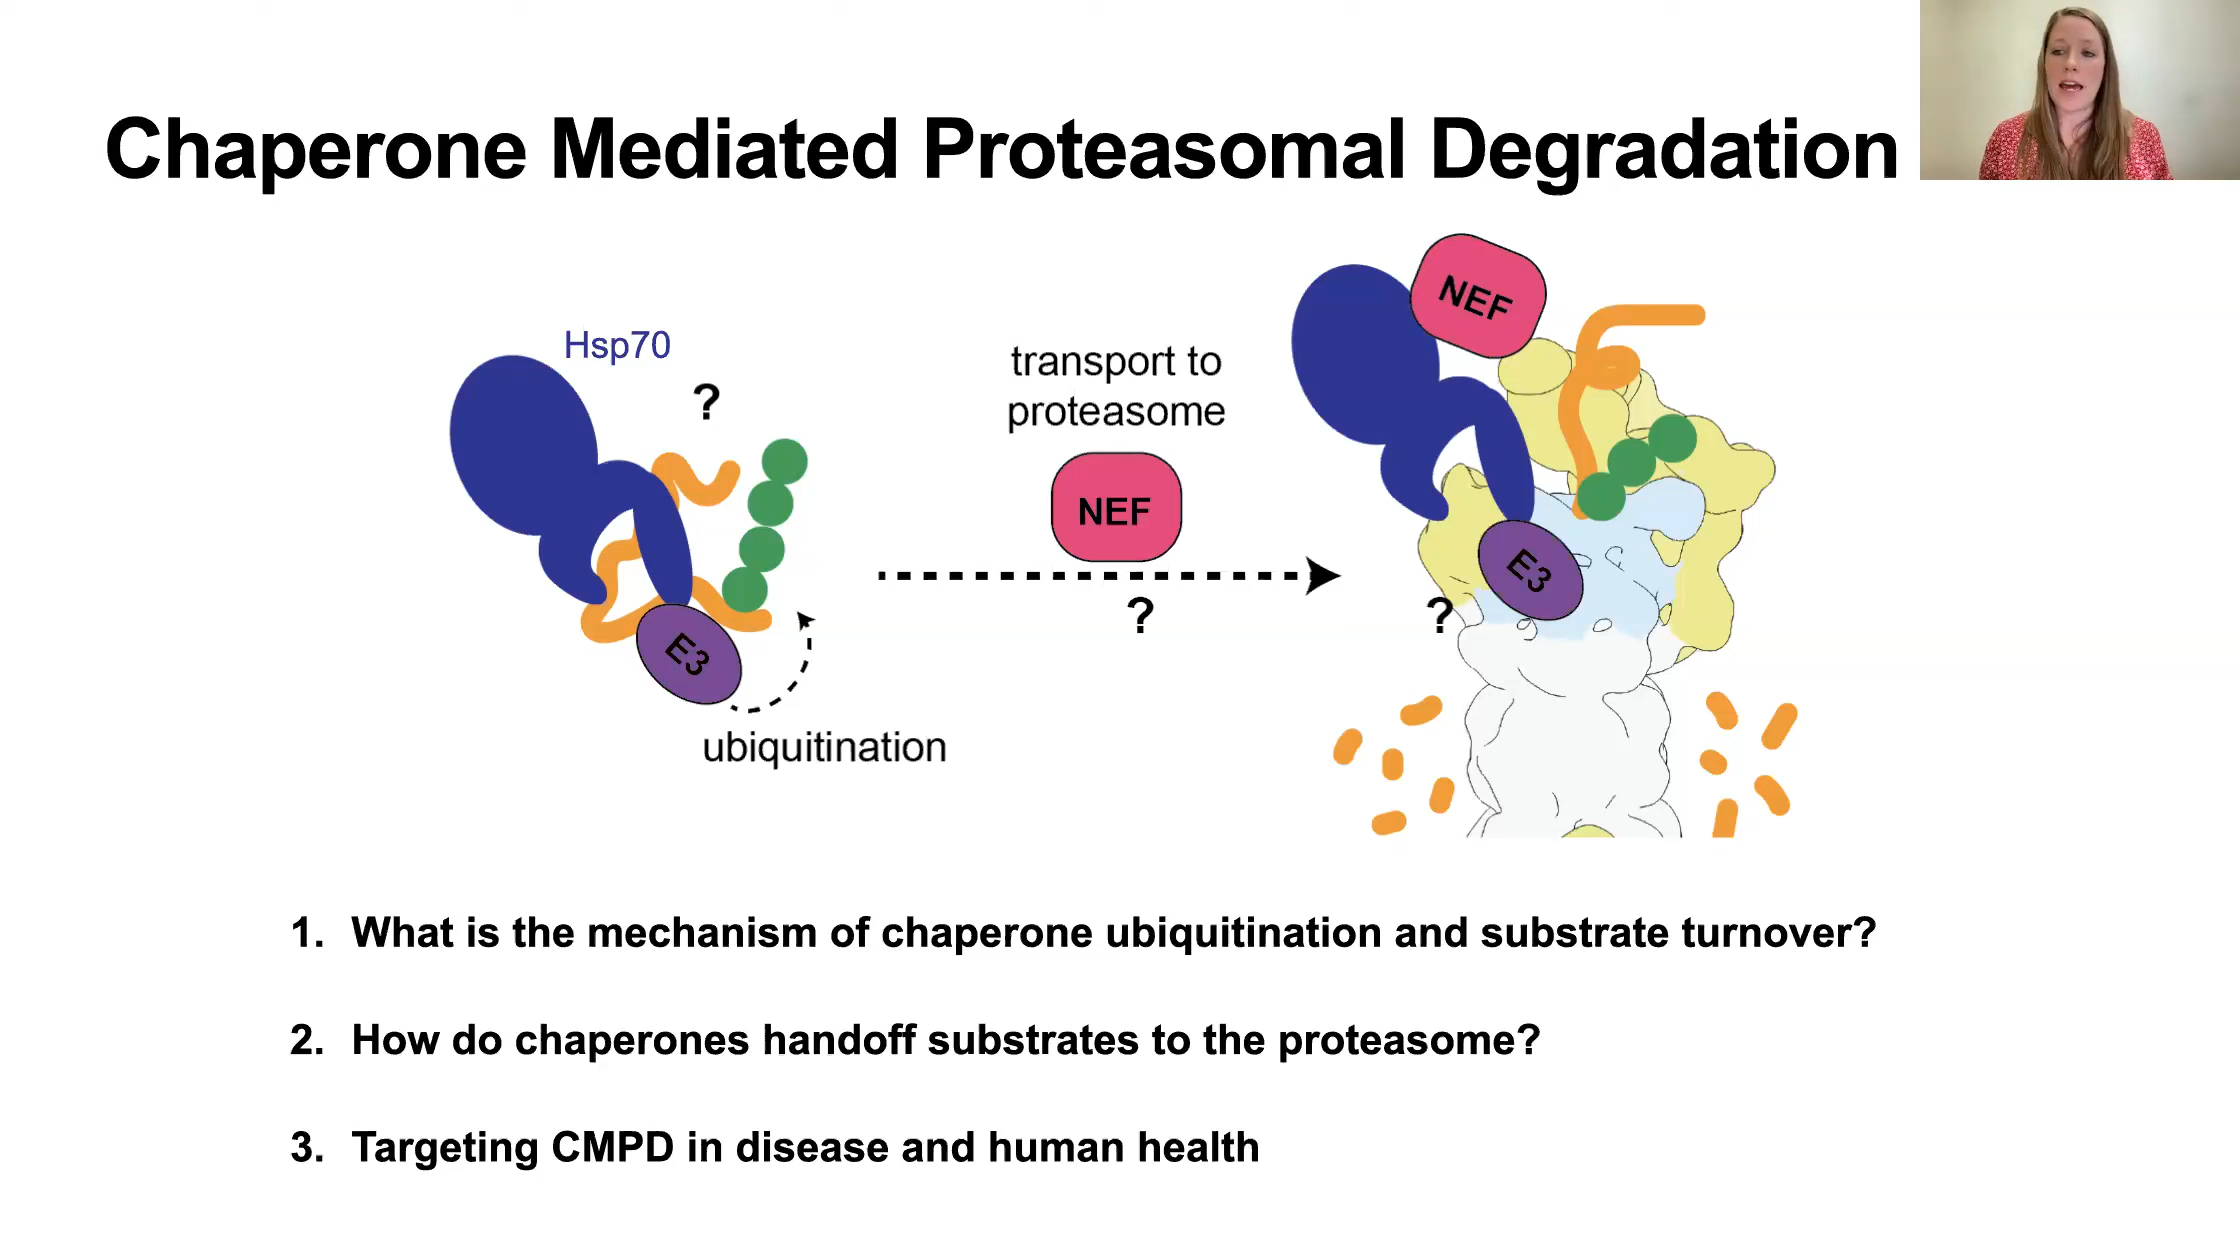 Chaperone Mediated Proteasomal Degradation
Hsp70
?
E3
ubiquitination
transport to
proteasome
NEF
?
NEF
E3
?
1. What is the mechanism of chaperone ubiquitination and substrate turnover?
2. How do chaperones handoff substrates to the proteasome?
3. Targeting CMPD in disease and human health